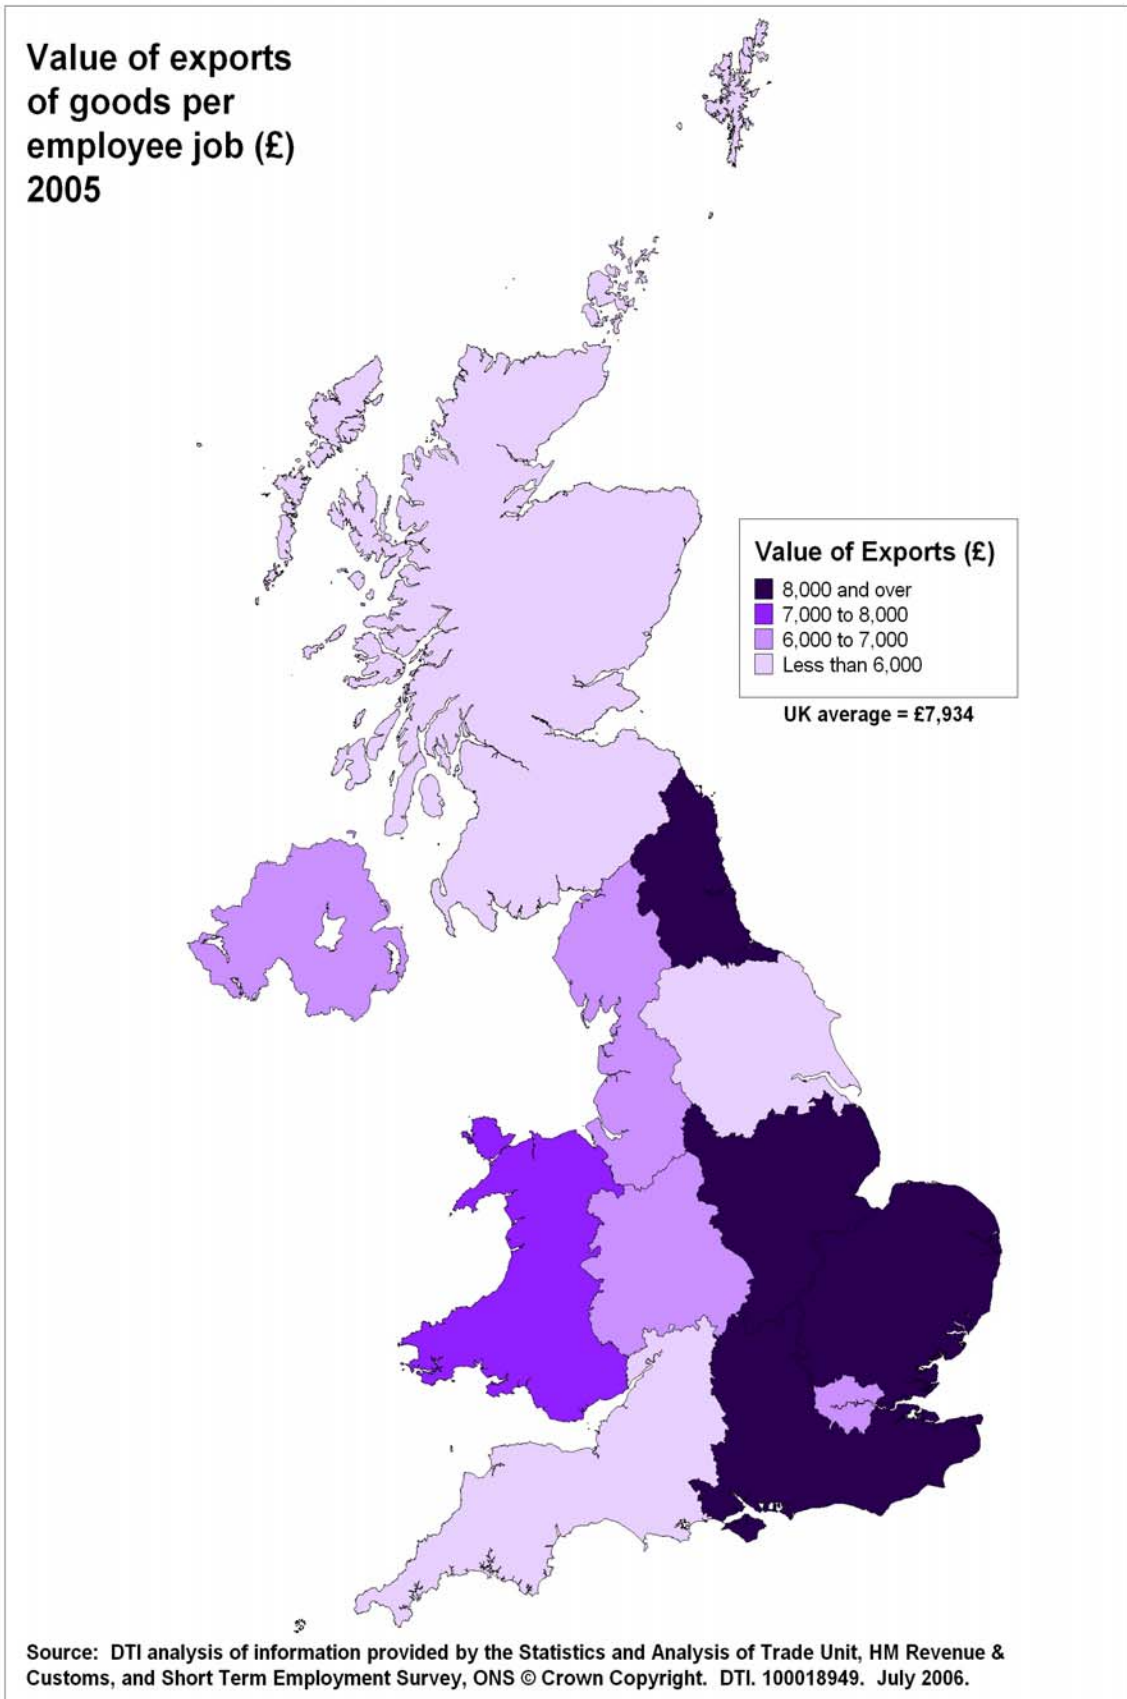 Value of exports
of goods per
employee job (£)
2005
Value of Exports (£)
8,000 and over
7,000 to 8,000
6,000 to 7,000
Less than 6,000
UK average = £7,934
Source:  DTI analysis of information provided by the Statistics and Analysis of Trade Unit, HM Revenue &
Customs, and Short Term Employment Survey, ONS © Crown Copyright.  DTI. 100018949.  July 2006.